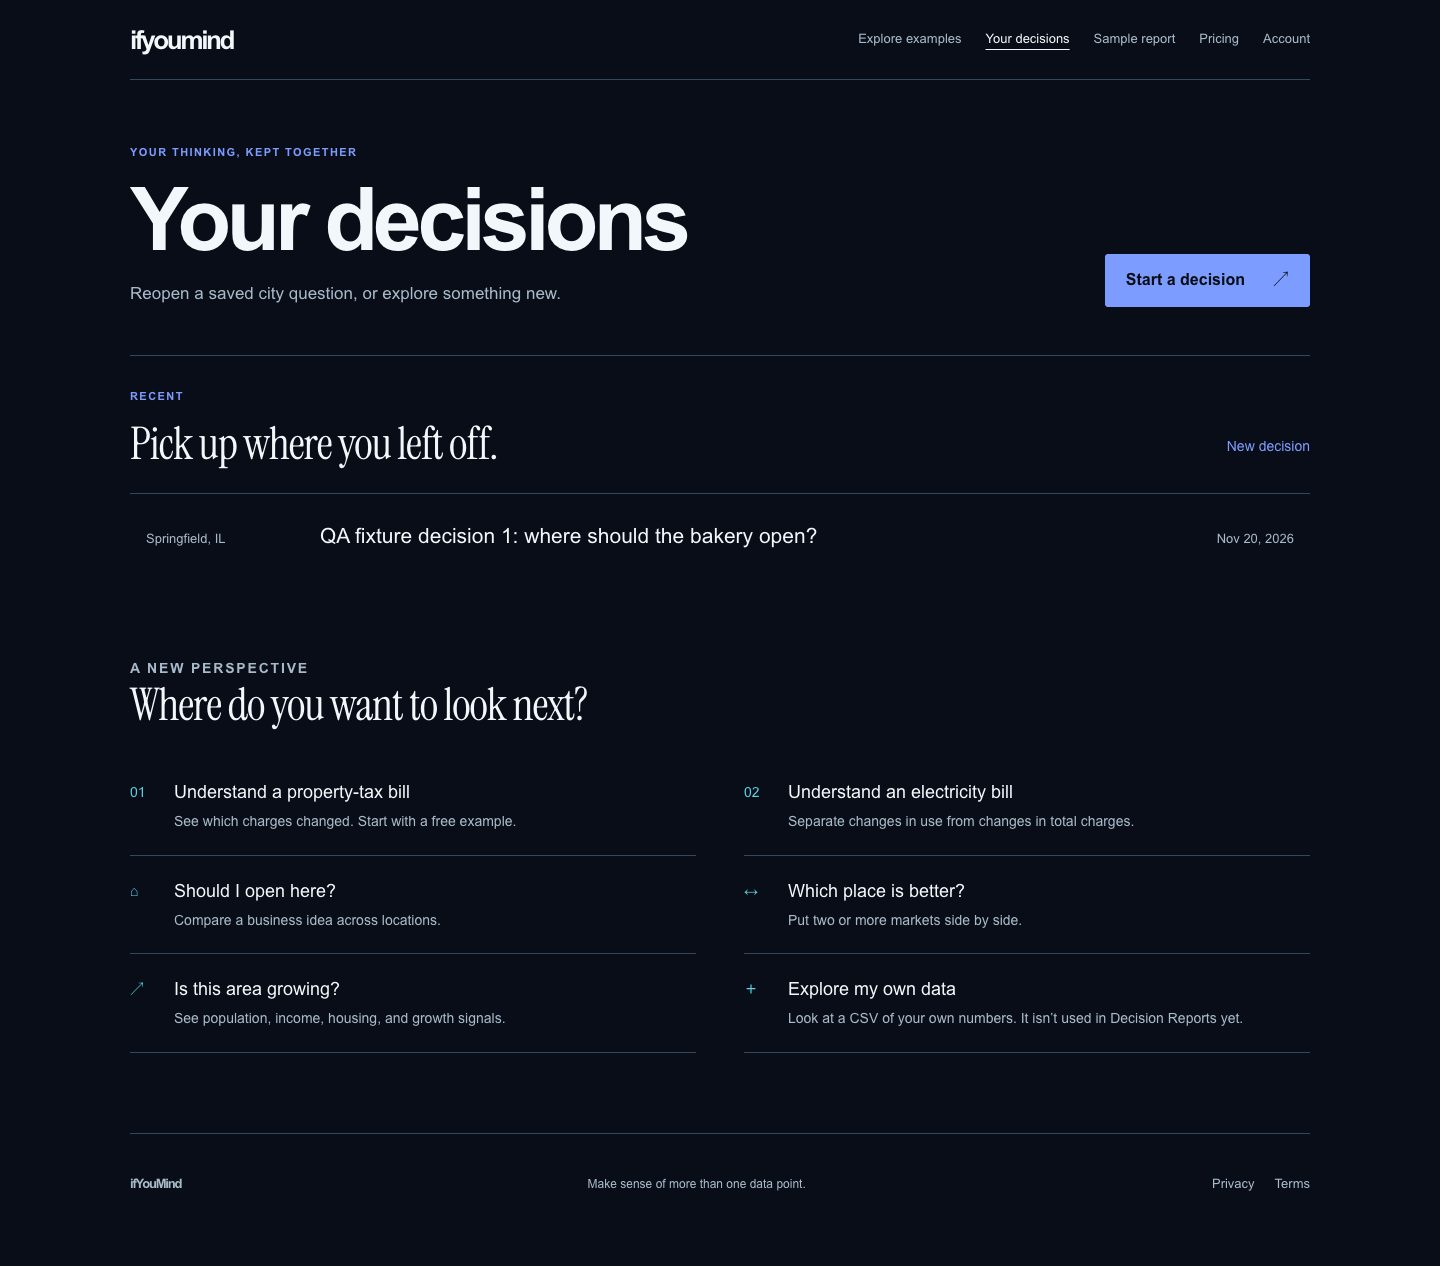 ifyoumind
Explore examples
Your decisions
Sample report
Pricing
Account
YOUR THINKING, KEPT TOGETHER
Your decisions
Reopen a saved city question, or explore something new.
Start a decision ↗
RECENT
Pick up where you left off.
New decision
Springfield, IL
QA fixture decision 1: where should the bakery open?
Nov 20, 2026
A NEW PERSPECTIVE
Where do you want to look next?
01 Understand a property-tax bill
See which charges changed. Start with a free example.
02 Understand an electricity bill
Separate changes in use from changes in total charges.
⌂ Should I open here?
Compare a business idea across locations.
↔ Which place is better?
Put two or more markets side by side.
↗ Is this area growing?
See population, income, housing, and growth signals.
+ Explore my own data
Look at a CSV of your own numbers. It isn’t used in Decision Reports yet.
ifYouMind
Make sense of more than one data point.
Privacy
Terms